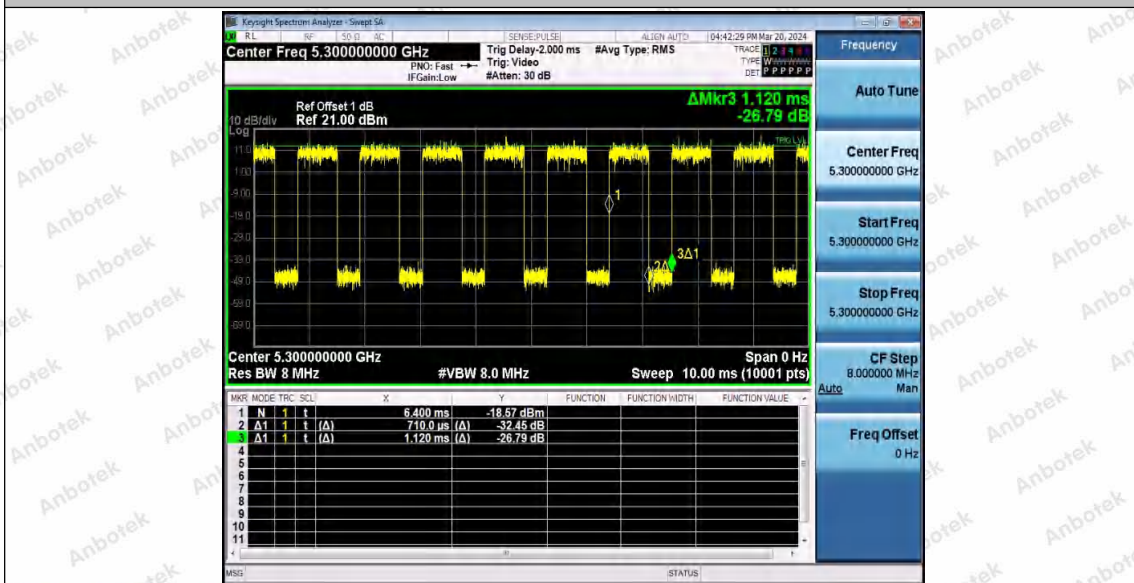 Keysight Spectrum Analyzer - Swept SA
RL RF 50 Ω AC SENSE:PULSE ALIGN AUTO 04:42:29 PM Mar 20, 2024
Center Freq 5.300000000 GHz
PNO: Fast
IFGain:Low
Trig Delay-2.000 ms
Trig: Video
#Atten: 30 dB
#Avg Type: RMS
TRACE 1 2 3 4 5 6
TYPE W
DET P P P P P P
Frequency
Auto Tune
Center Freq
5.300000000 GHz
Start Freq
5.300000000 GHz
Stop Freq
5.300000000 GHz
CF Step
8.000000 MHz
Auto Man
Freq Offset
0 Hz
ΔMkr3 1.120 ms
-26.79 dB
Ref Offset 1 dB
10 dB/div Ref 21.00 dBm
Log
TRIG LVL
11.0
1.00
-9.00
-19.0
-29.0
-39.0
-49.0
-59.0
-69.0
1
2Δ1
3Δ1
Center 5.300000000 GHz Span 0 Hz
Res BW 8 MHz #VBW 8.0 MHz Sweep 10.00 ms (10001 pts)
MKR MODE TRC SCL X Y FUNCTION FUNCTION WIDTH FUNCTION VALUE
1 N 1 t 6.400 ms -18.57 dBm
2 Δ1 1 t (Δ) 710.0 µs (Δ) -32.45 dB
3 Δ1 1 t (Δ) 1.120 ms (Δ) -26.79 dB
4
5
6
7
8
9
10
11
MSG STATUS
Anbotek